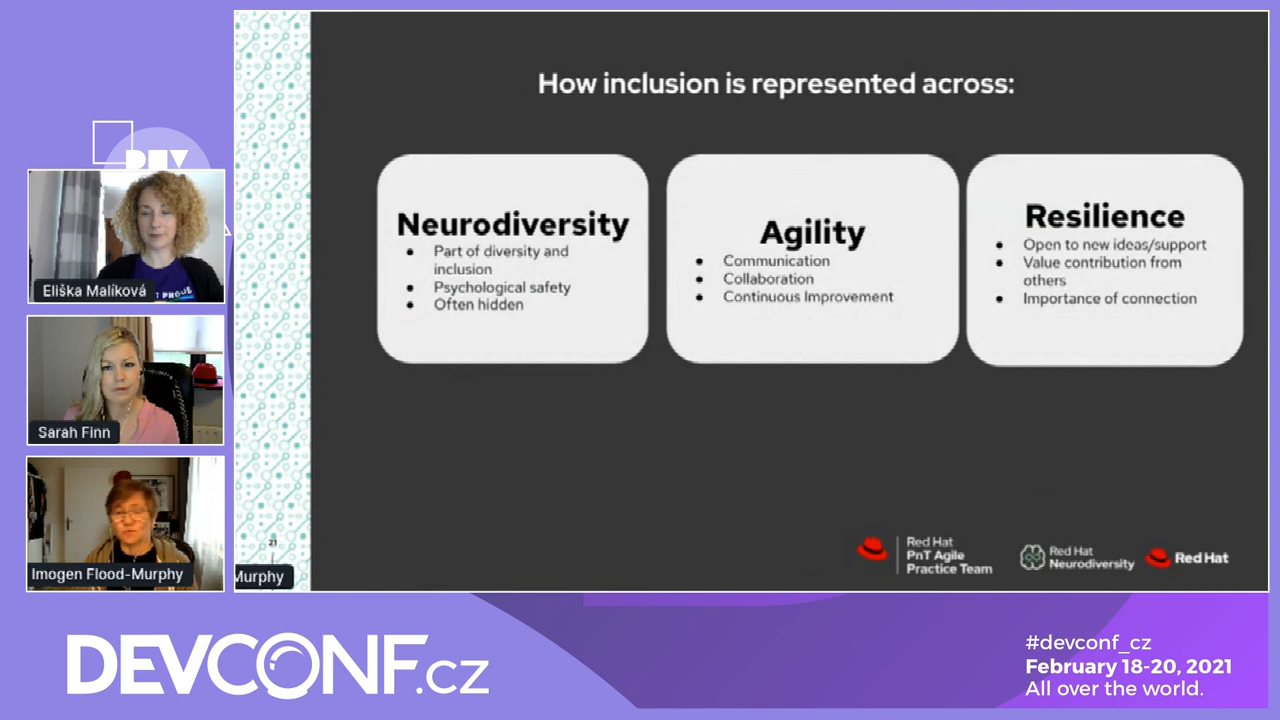 How inclusion is represented across:
DEV
Eliška Malíková
Sarah Finn
Imogen Flood-Murphy
Neurodiversity
• Part of diversity and
inclusion
• Psychological safety
• Often hidden
Agility
• Communication
• Collaboration
• Continuous Improvement
Resilience
• Open to new ideas/support
• Value contribution from
others
• Importance of connection
21
Murphy
Red Hat
PnT Agile
Practice Team
Red Hat
Neurodiversity
Red Hat
DEVCONF.cz
#devconf_cz
February 18-20, 2021
All over the world.